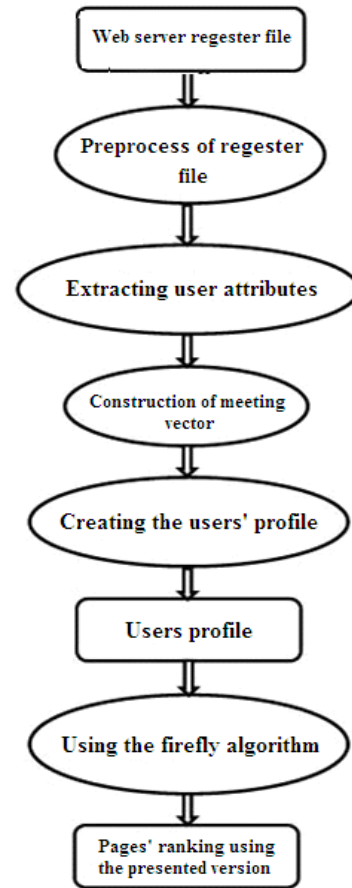 Web server regester file
Preprocess of regester
file
Extracting user attributes
Construction of meeting
vector
Creating the users' profile
Users profile
Using the firefly algorithm
Pages' ranking using
the presented version